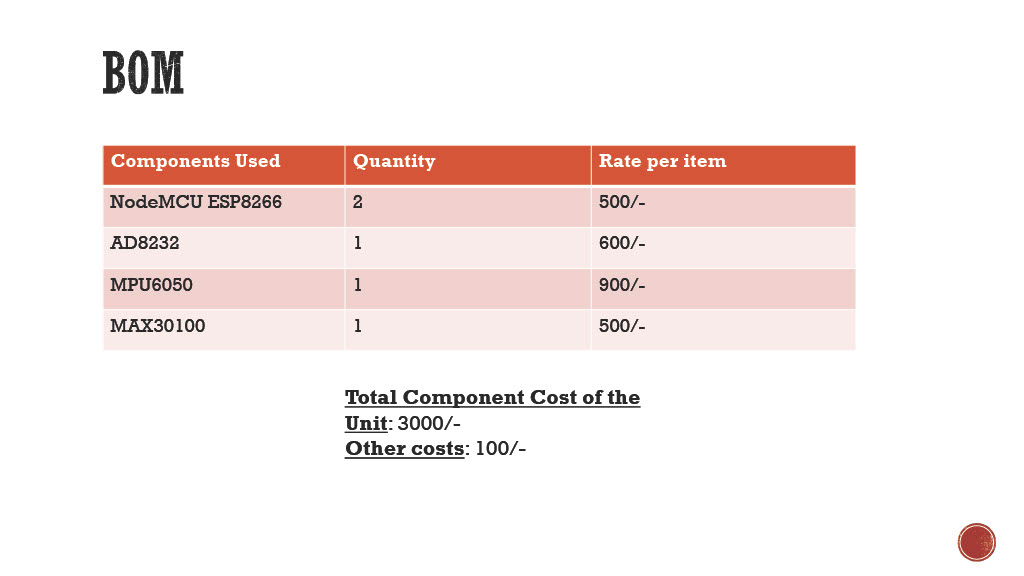 BOM
Components Used Quantity Rate per item
NodeMCU ESP8266 2 500/-
AD8232 1 600/-
MPU6050 1 900/-
MAX30100 1 500/-
Total Component Cost of the
Unit: 3000/-
Other costs: 100/-